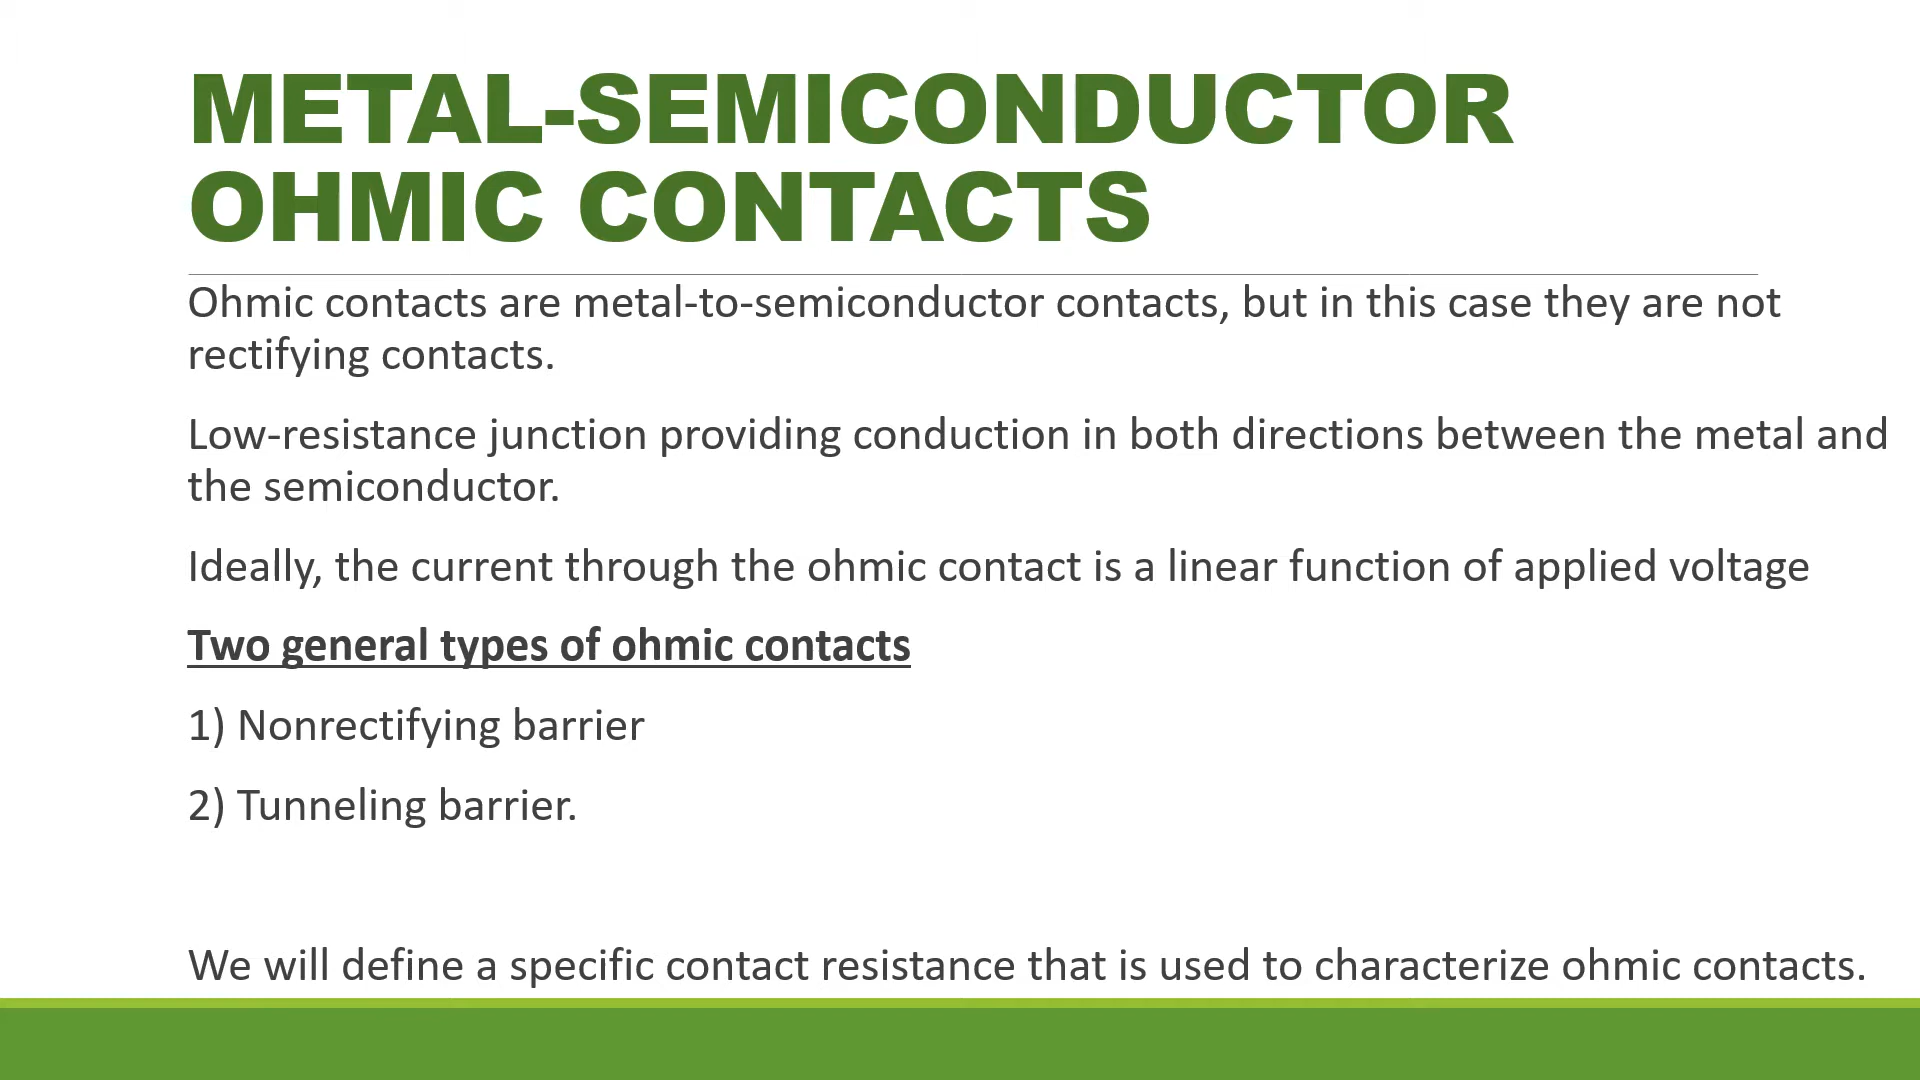 METAL-SEMICONDUCTOR
OHMIC CONTACTS
Ohmic contacts are metal-to-semiconductor contacts, but in this case they are not
rectifying contacts.
Low-resistance junction providing conduction in both directions between the metal and
the semiconductor.
Ideally, the current through the ohmic contact is a linear function of applied voltage
Two general types of ohmic contacts
1) Nonrectifying barrier
2) Tunneling barrier.
We will define a specific contact resistance that is used to characterize ohmic contacts.